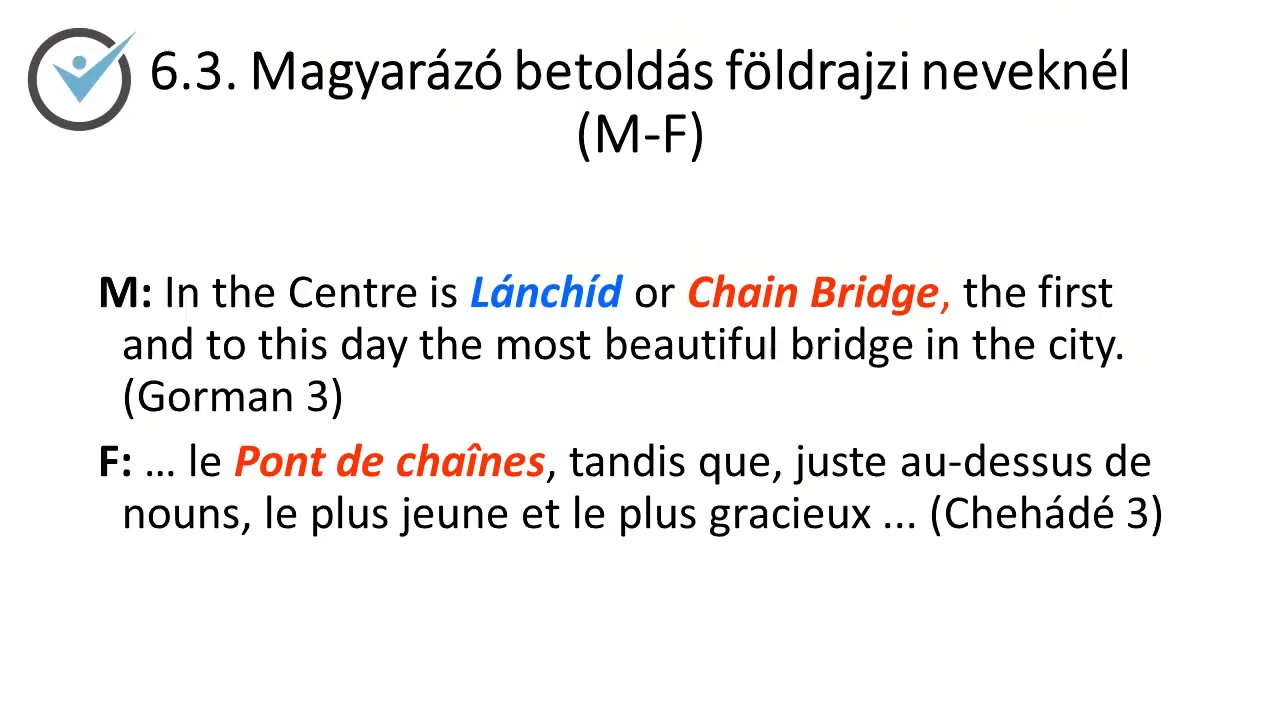 6.3. Magyarázó betoldás földrajzi neveknél
(M-F)
M: In the Centre is Lánchíd or Chain Bridge, the first
and to this day the most beautiful bridge in the city.
(Gorman 3)
F: … le Pont de chaînes, tandis que, juste au-dessus de
nouns, le plus jeune et le plus gracieux ... (Chehádé 3)